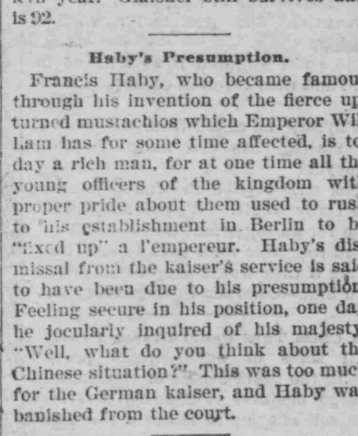 is 92.
Haby's Presumption.
Francis Haby, who became famou
through his invention of the fierce up
turned mustachios which Emperor Wil
liam has for some time affected, is to
day a rich man, for at one time all th
young officers of the kingdom with
proper pride about them used to rus
to his establishment in Berlin to b
"fixed up" a l'empereur. Haby's dis
missal from the kaiser's service is said
to have been due to his presumption
Feeling secure in his position, one da
he jocularly inquired of his majesty
"Well, what do you think about th
Chinese situation?" This was too muc
for the German kaiser, and Haby wa
banished from the court.